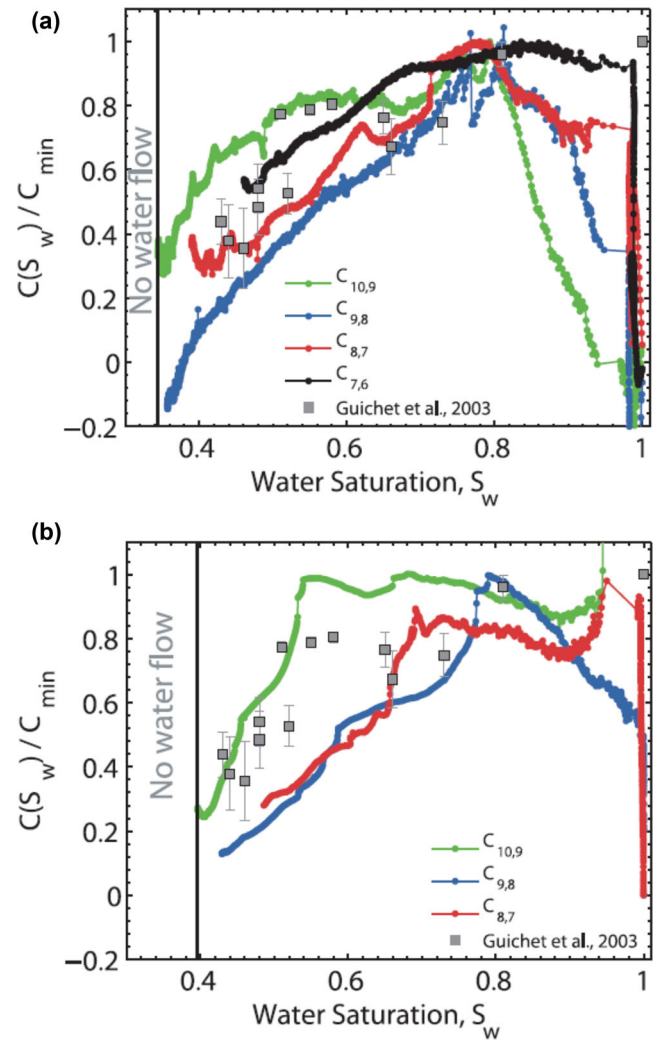 (a)
1
0.8
0.6
0.4
0.2
0
−0.2
C(S_w) / C_min
No water flow
C_10,9
C_9,8
C_8,7
C_7,6
Guichet et al., 2003
0.4 0.6 0.8 1
Water Saturation, S_w
(b)
1
0.8
0.6
0.4
0.2
0
−0.2
C(S_w) / C_min
No water flow
C_10,9
C_9,8
C_8,7
Guichet et al., 2003
0.4 0.6 0.8 1
Water Saturation, S_w